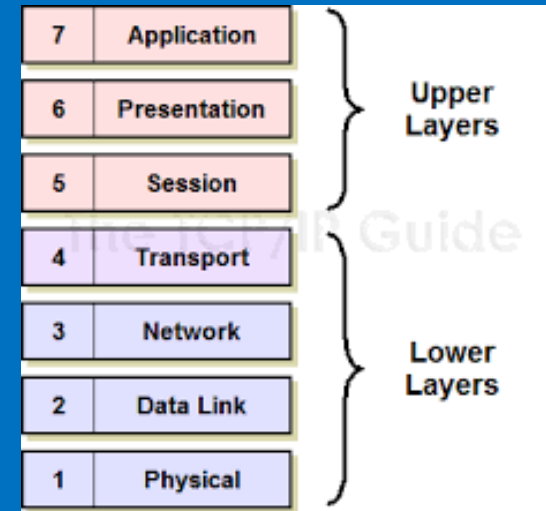 7 Application
6 Presentation
Upper
Layers
5 Session
The TCP/IP Guide
4 Transport
3 Network
Lower
Layers
2 Data Link
1 Physical